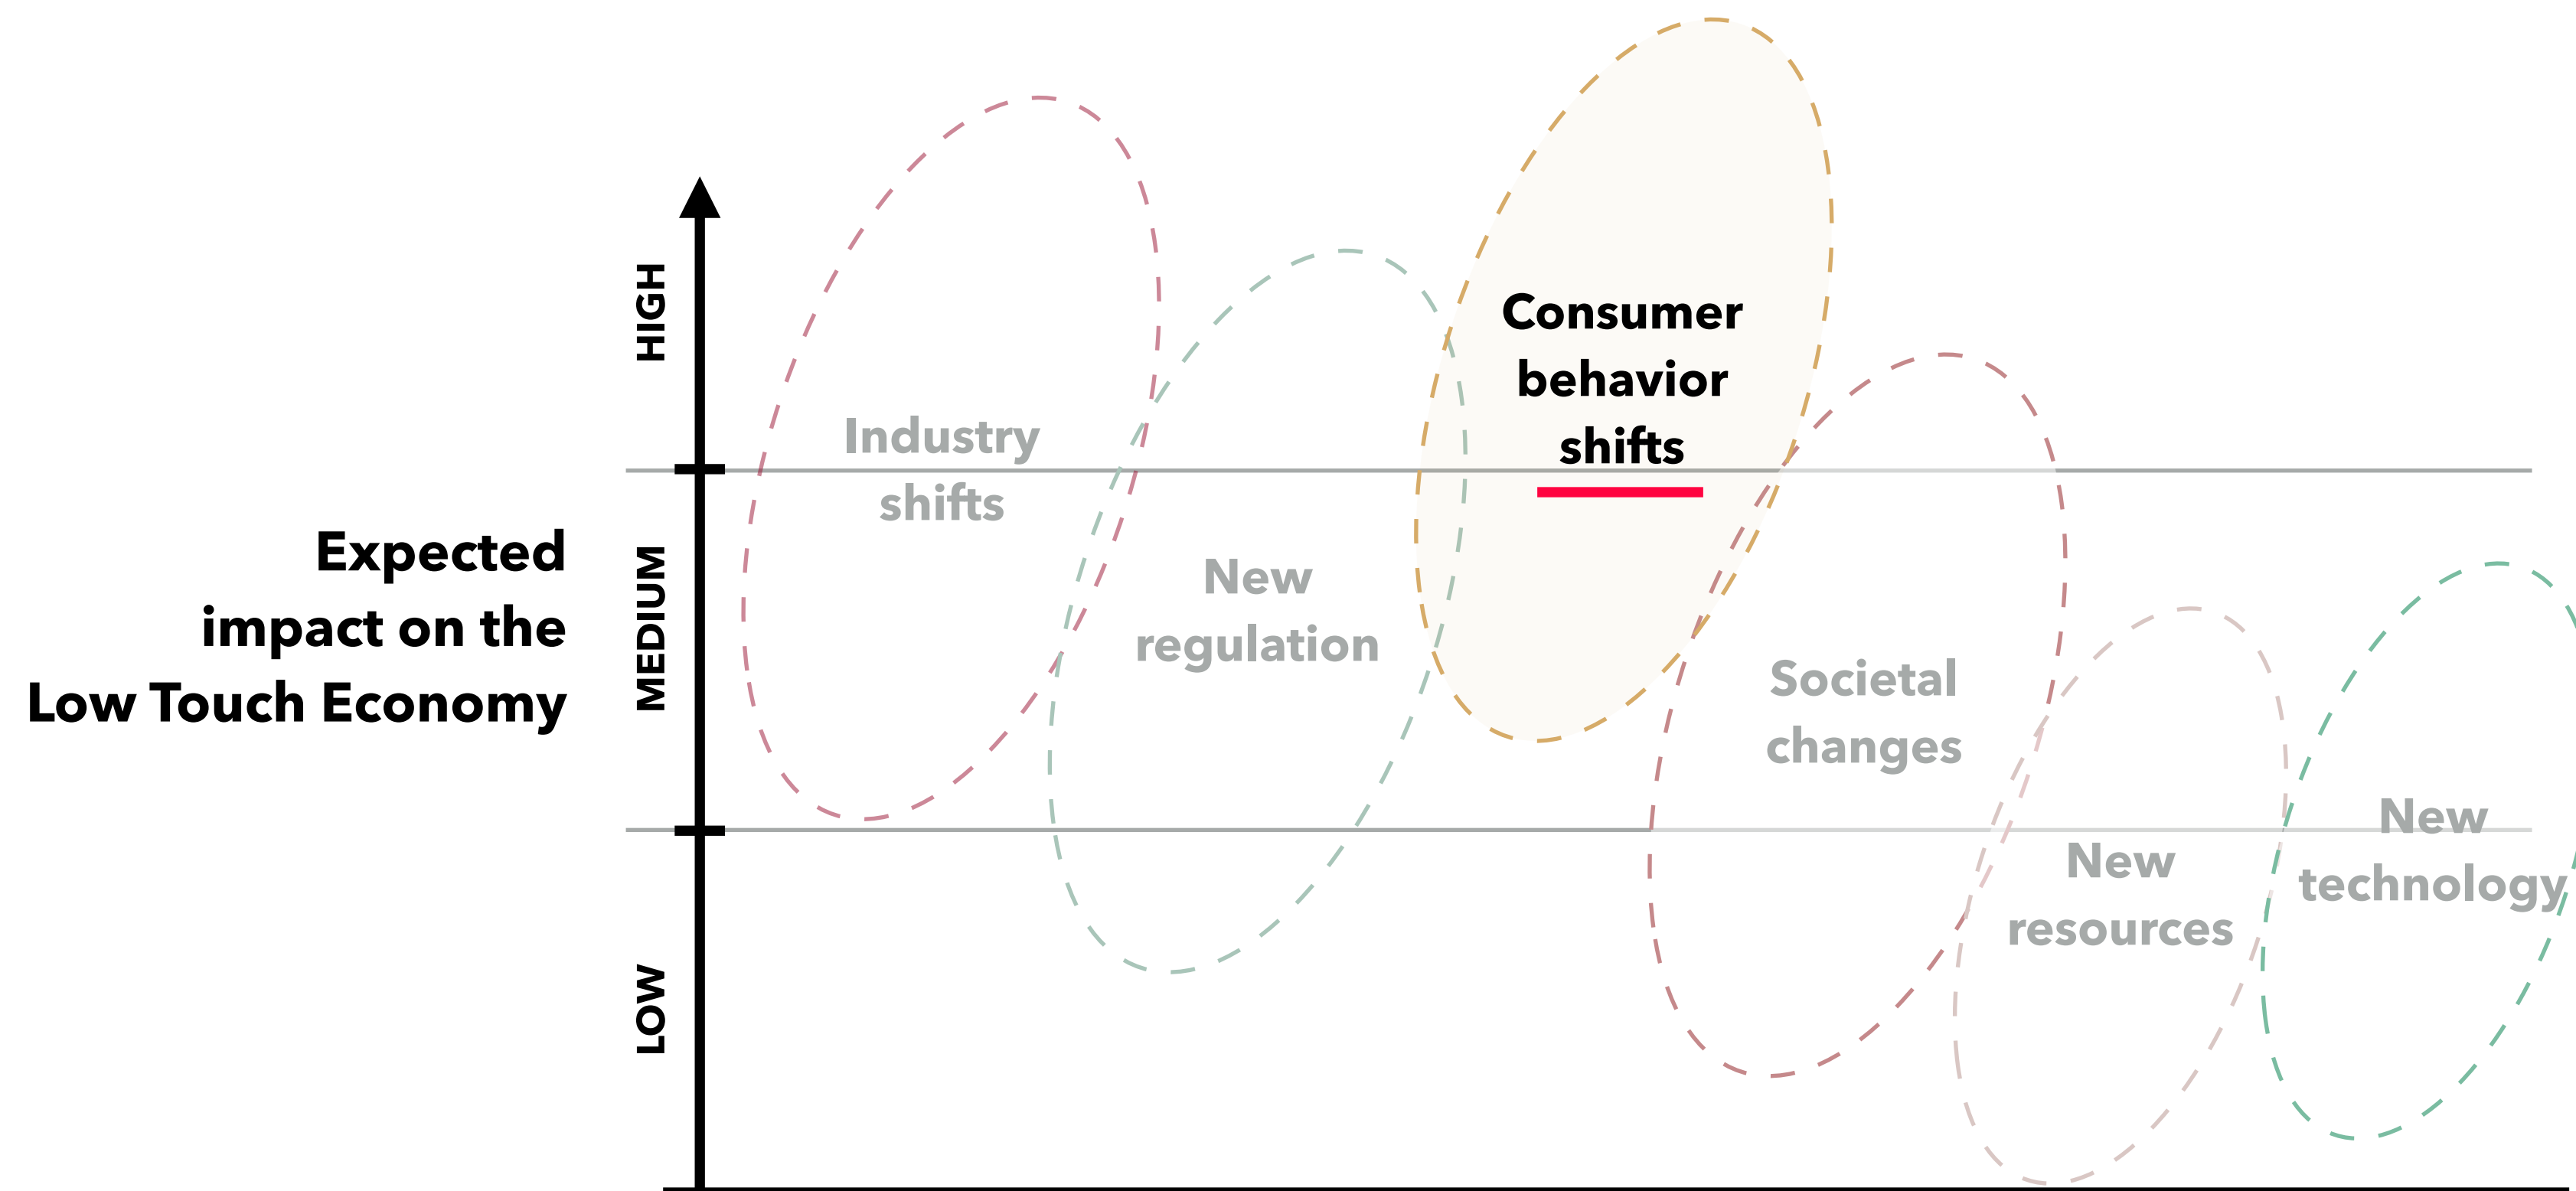 Expected
impact on the
Low Touch Economy
HIGH
MEDIUM
LOW
Industry
shifts
New
regulation
Consumer
behavior
shifts
Societal
changes
New
resources
New
technology